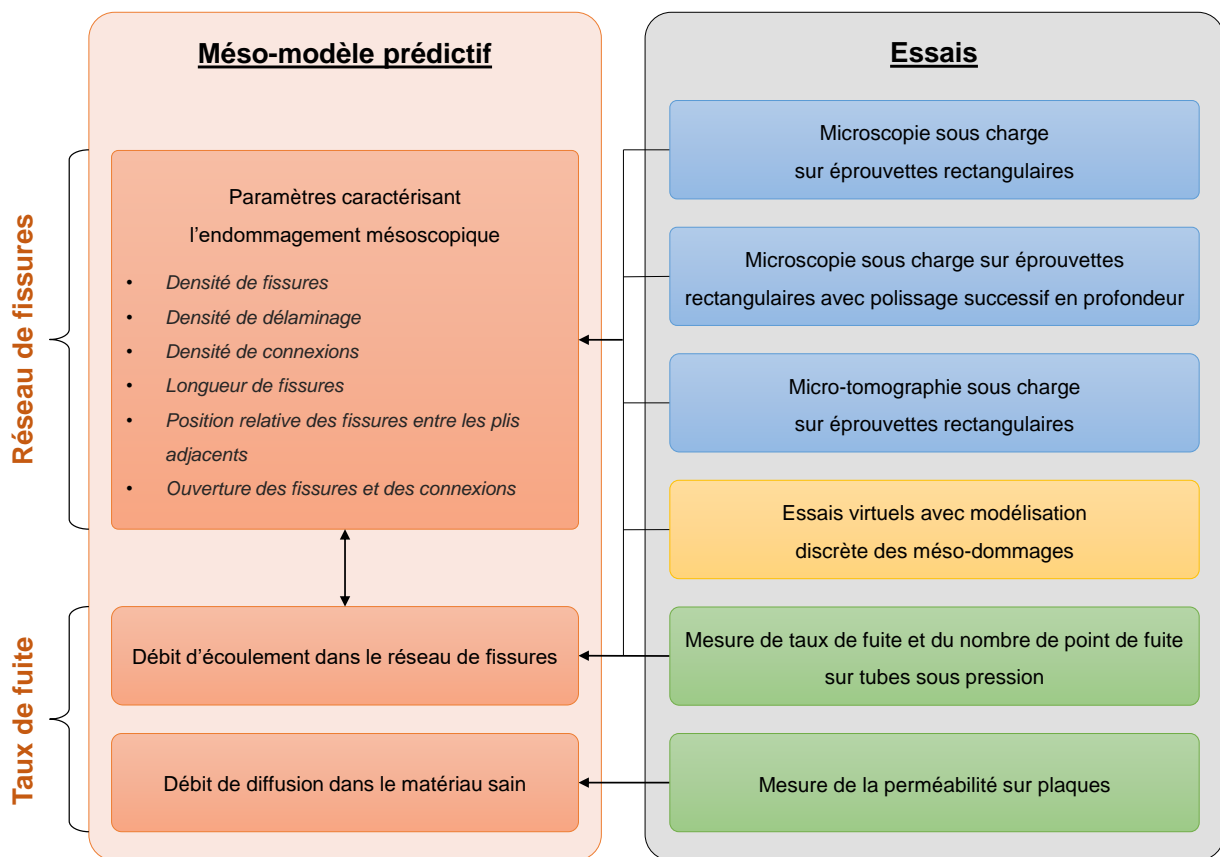 Méso-modèle prédictif
Réseau de fissures
Paramètres caractérisant
l'endommagement mésoscopique
• Densité de fissures
• Densité de délaminage
• Densité de connexions
• Longueur de fissures
• Position relative des fissures entre les plis
adjacents
• Ouverture des fissures et des connexions
Taux de fuite
Débit d'écoulement dans le réseau de fissures
Débit de diffusion dans le matériau sain
Essais
Microscopie sous charge
sur éprouvettes rectangulaires
Microscopie sous charge sur éprouvettes
rectangulaires avec polissage successif en profondeur
Micro-tomographie sous charge
sur éprouvettes rectangulaires
Essais virtuels avec modélisation
discrète des méso-dommages
Mesure de taux de fuite et du nombre de point de fuite
sur tubes sous pression
Mesure de la perméabilité sur plaques